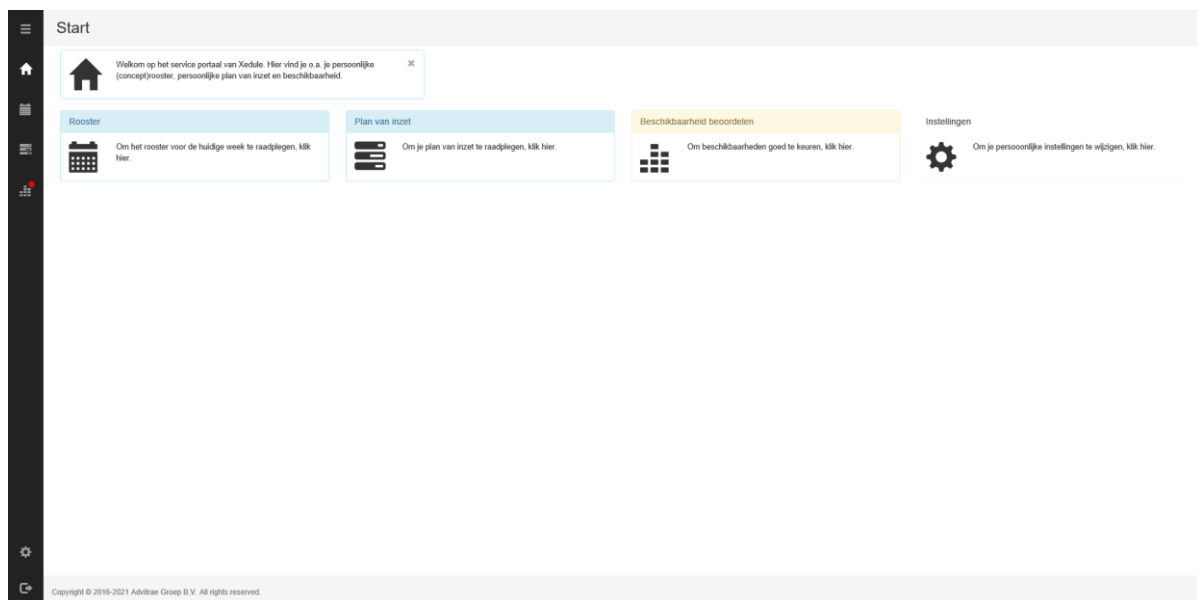 Start
Welkom op het service portaal van Xedule. Hier vind je o.a. je persoonlijke
(concept)rooster, persoonlijke plan van inzet en beschikbaarheid.
Rooster
Om het rooster voor de huidige week te raadplegen, klik
hier.
Plan van inzet
Om je plan van inzet te raadplegen, klik hier.
Beschikbaarheid beoordelen
Om beschikbaarheden goed te keuren, klik hier.
Instellingen
Om je persooonlijke instellingen te wijzigen, klik hier.
Copyright © 2016-2021 Advitrae Groep B.V. All rights reserved.